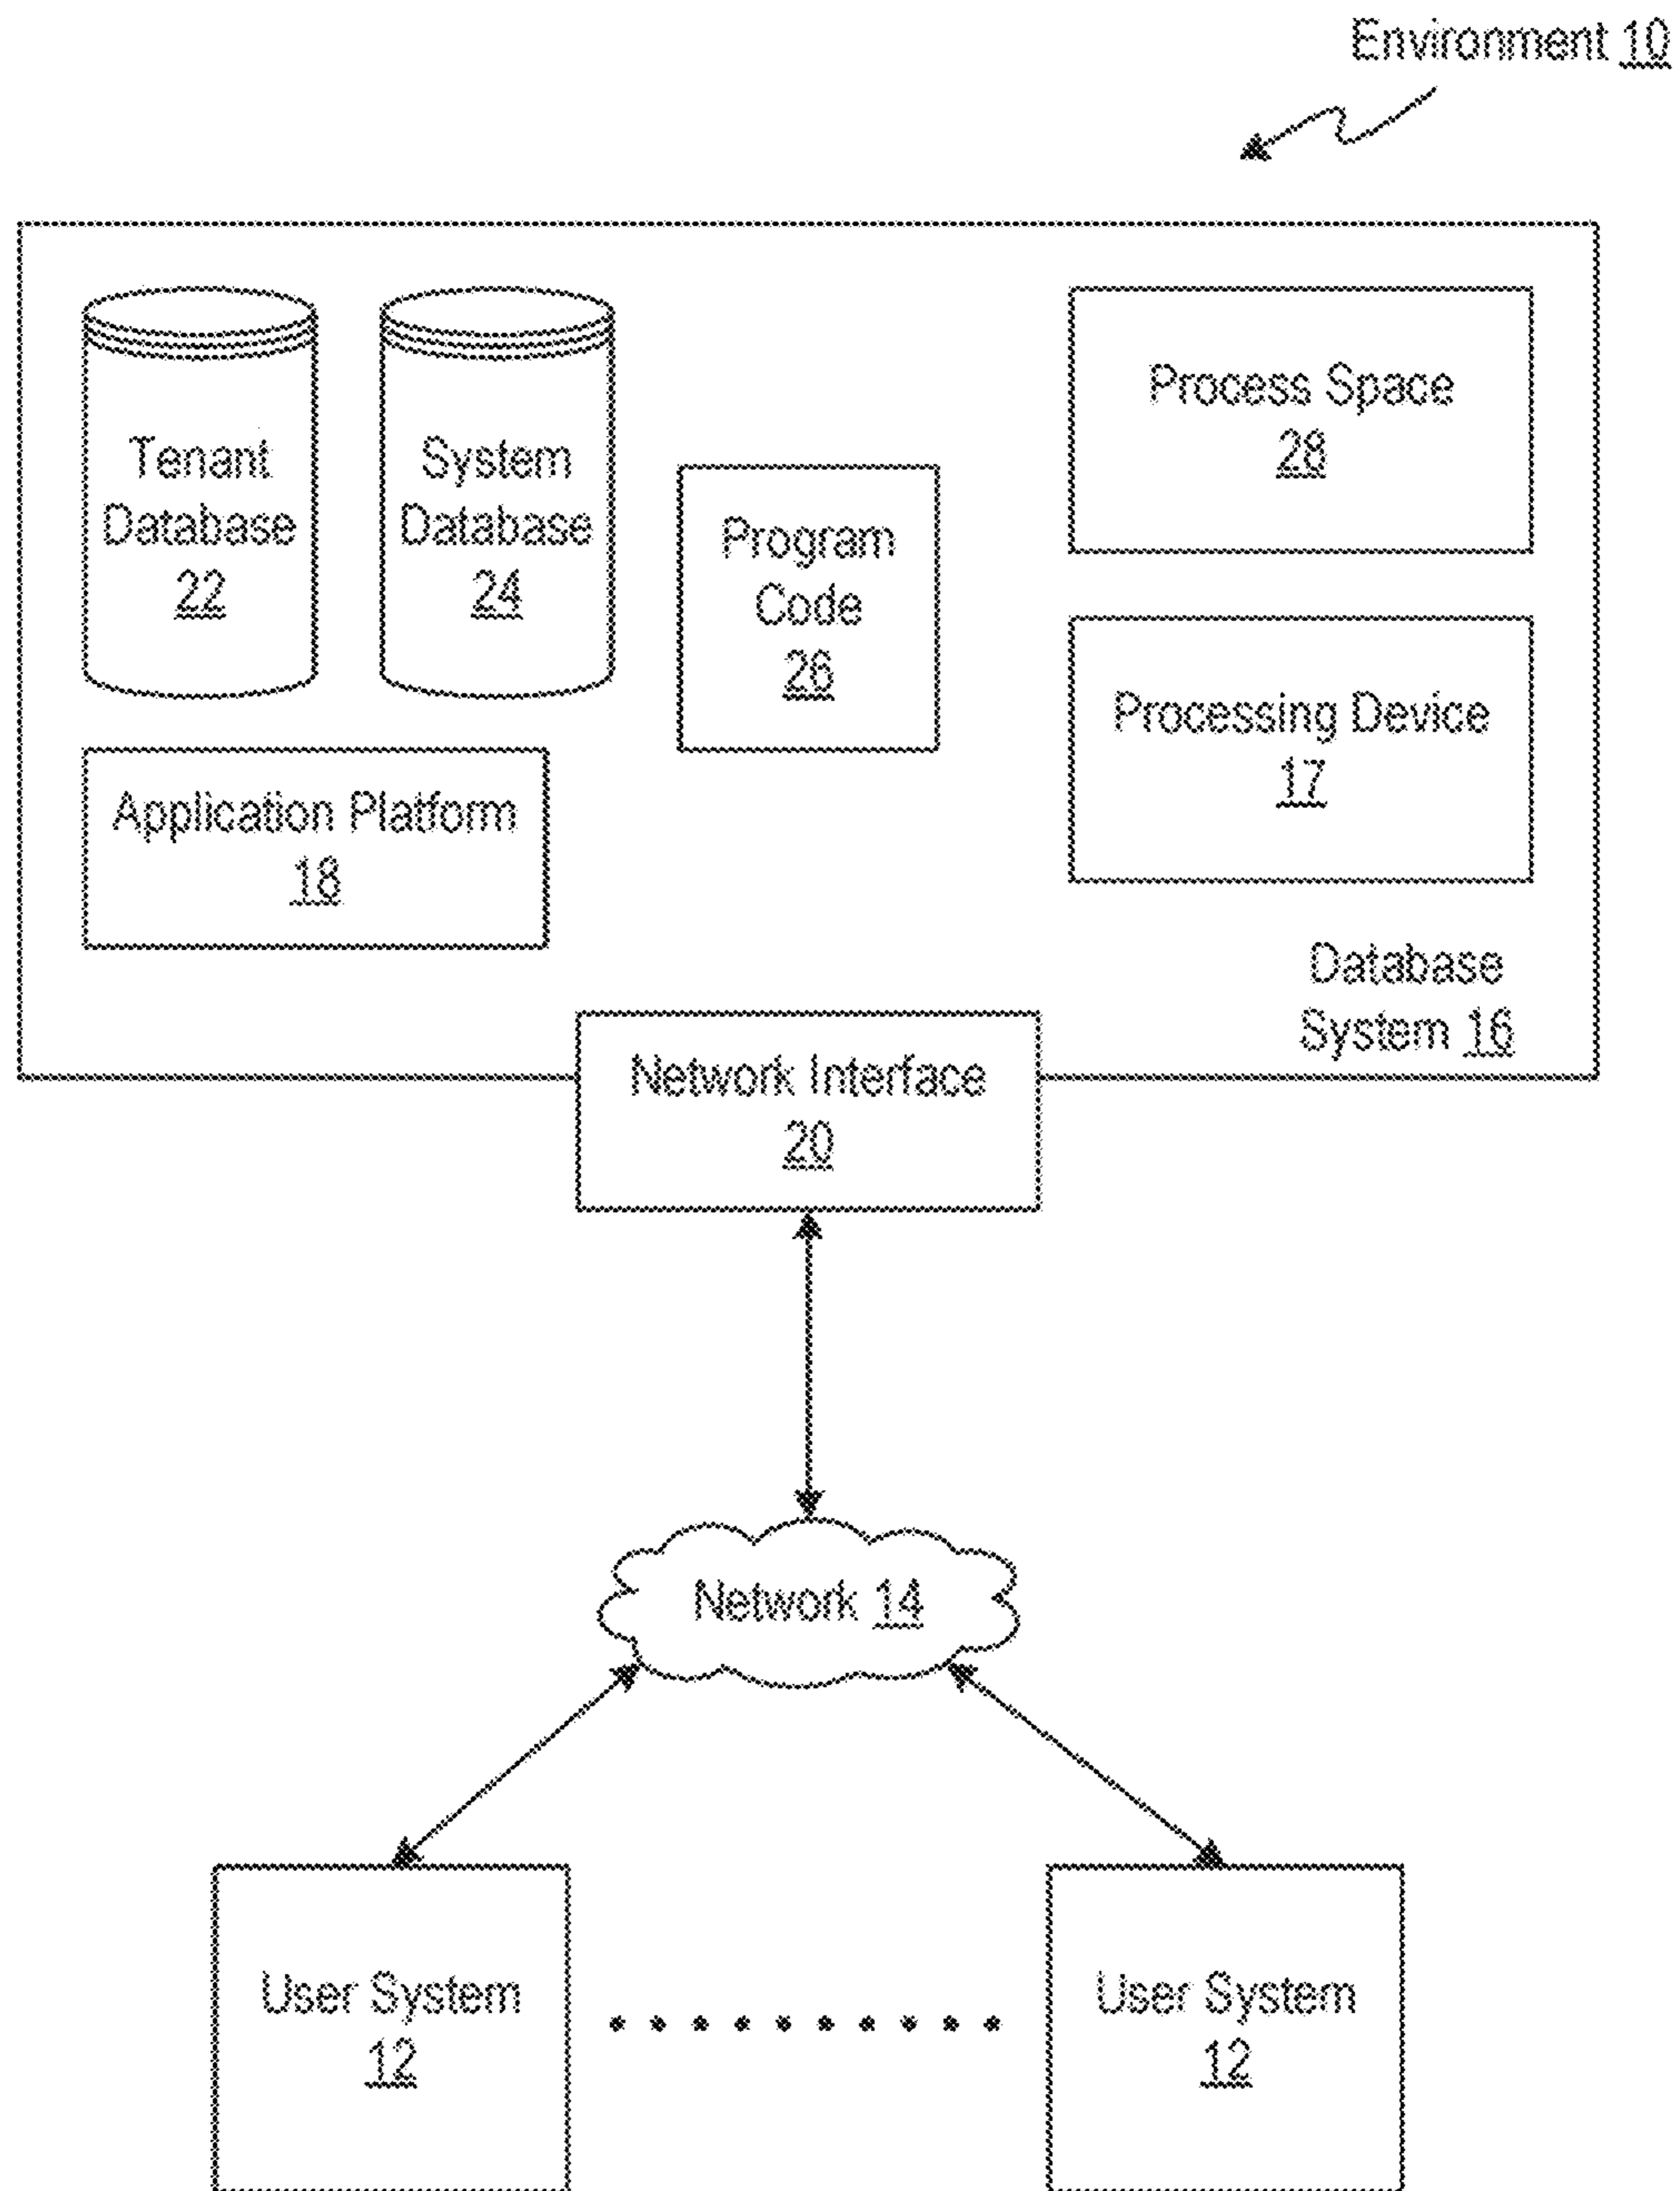 Environment 10
Tenant
Database
22
System
Database
24
Program
Code
26
Process Space
28
Processing Device
17
Application Platform
18
Database
System 16
Network Interface
20
Network 14
User System
12
User System
12